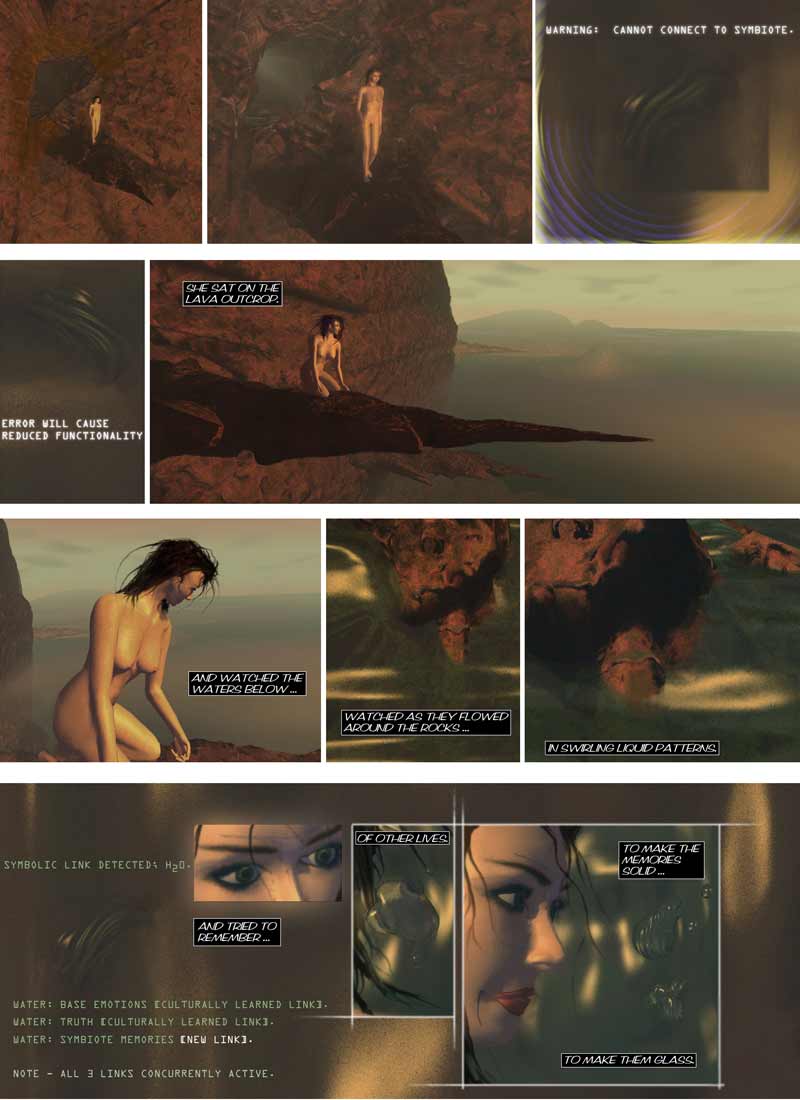 WARNING: CANNOT CONNECT TO SYMBIOTE.
ERROR WILL CAUSE
REDUCED FUNCTIONALITY
SHE SAT ON THE
LAVA OUTCROP.
AND WATCHED THE
WATERS BELOW ...
WATCHED AS THEY FLOWED
AROUND THE ROCKS ...
IN SWIRLING LIQUID PATTERNS.
SYMBOLIC LINK DETECTED: H2O.
AND TRIED TO
REMEMBER ...
OF OTHER LIVES.
TO MAKE THE
MEMORIES
SOLID ...
TO MAKE THEM GLASS.
WATER: BASE EMOTIONS [CULTURALLY LEARNED LINK].
WATER: TRUTH [CULTURALLY LEARNED LINK].
WATER: SYMBIOTE MEMORIES [NEW LINK].
NOTE - ALL 3 LINKS CONCURRENTLY ACTIVE.